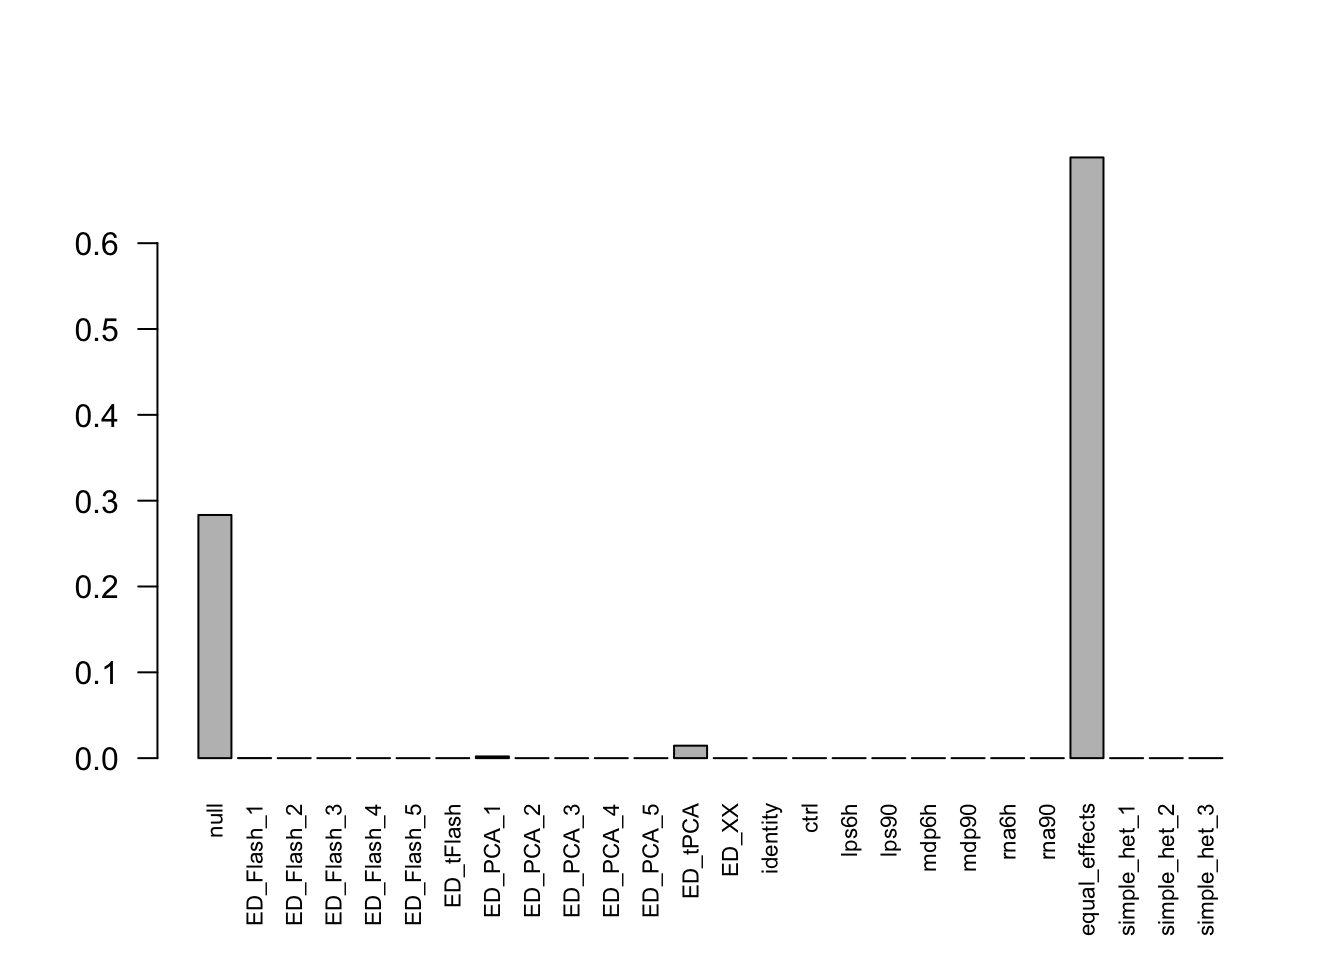 0.6
0.5
0.4
0.3
0.2
0.1
0.0
null
ED_Flash_1
ED_Flash_2
ED_Flash_3
ED_Flash_4
ED_Flash_5
ED_tFlash
ED_PCA_1
ED_PCA_2
ED_PCA_3
ED_PCA_4
ED_PCA_5
ED_tPCA
ED_XX
identity
ctrl
lps6h
lps90
mdp6h
mdp90
rna6h
rna90
equal_effects
simple_het_1
simple_het_2
simple_het_3